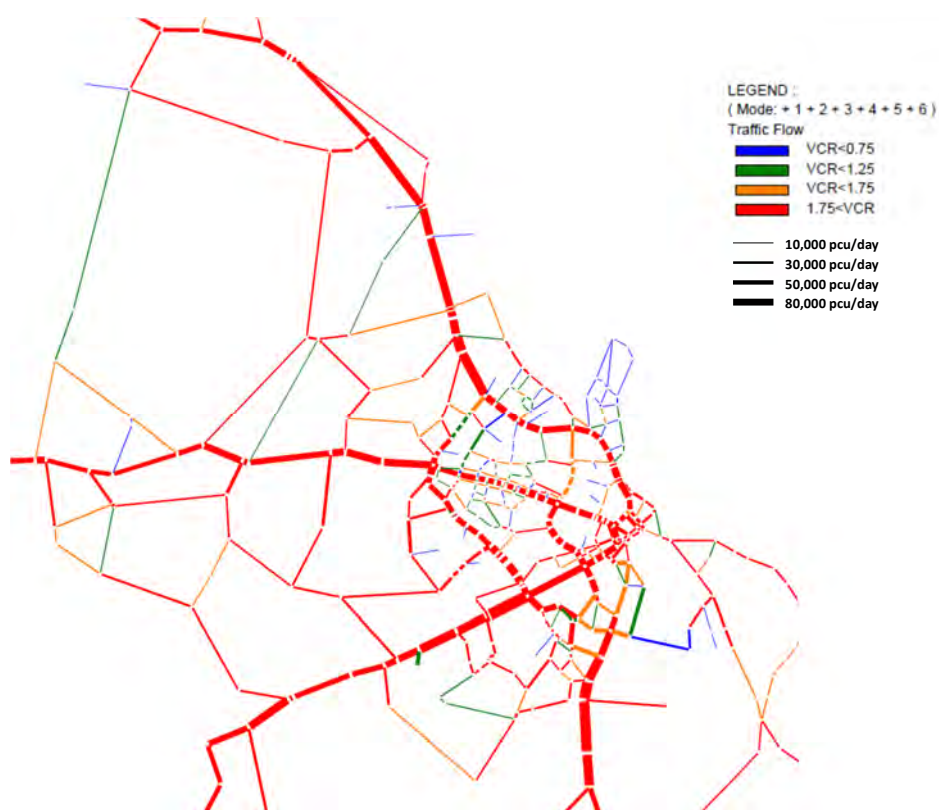 LEGEND :
( Mode: + 1 + 2 + 3 + 4 + 5 + 6 )
Traffic Flow
VCR<0.75
VCR<1.25
VCR<1.75
1.75<VCR
10,000 pcu/day
30,000 pcu/day
50,000 pcu/day
80,000 pcu/day